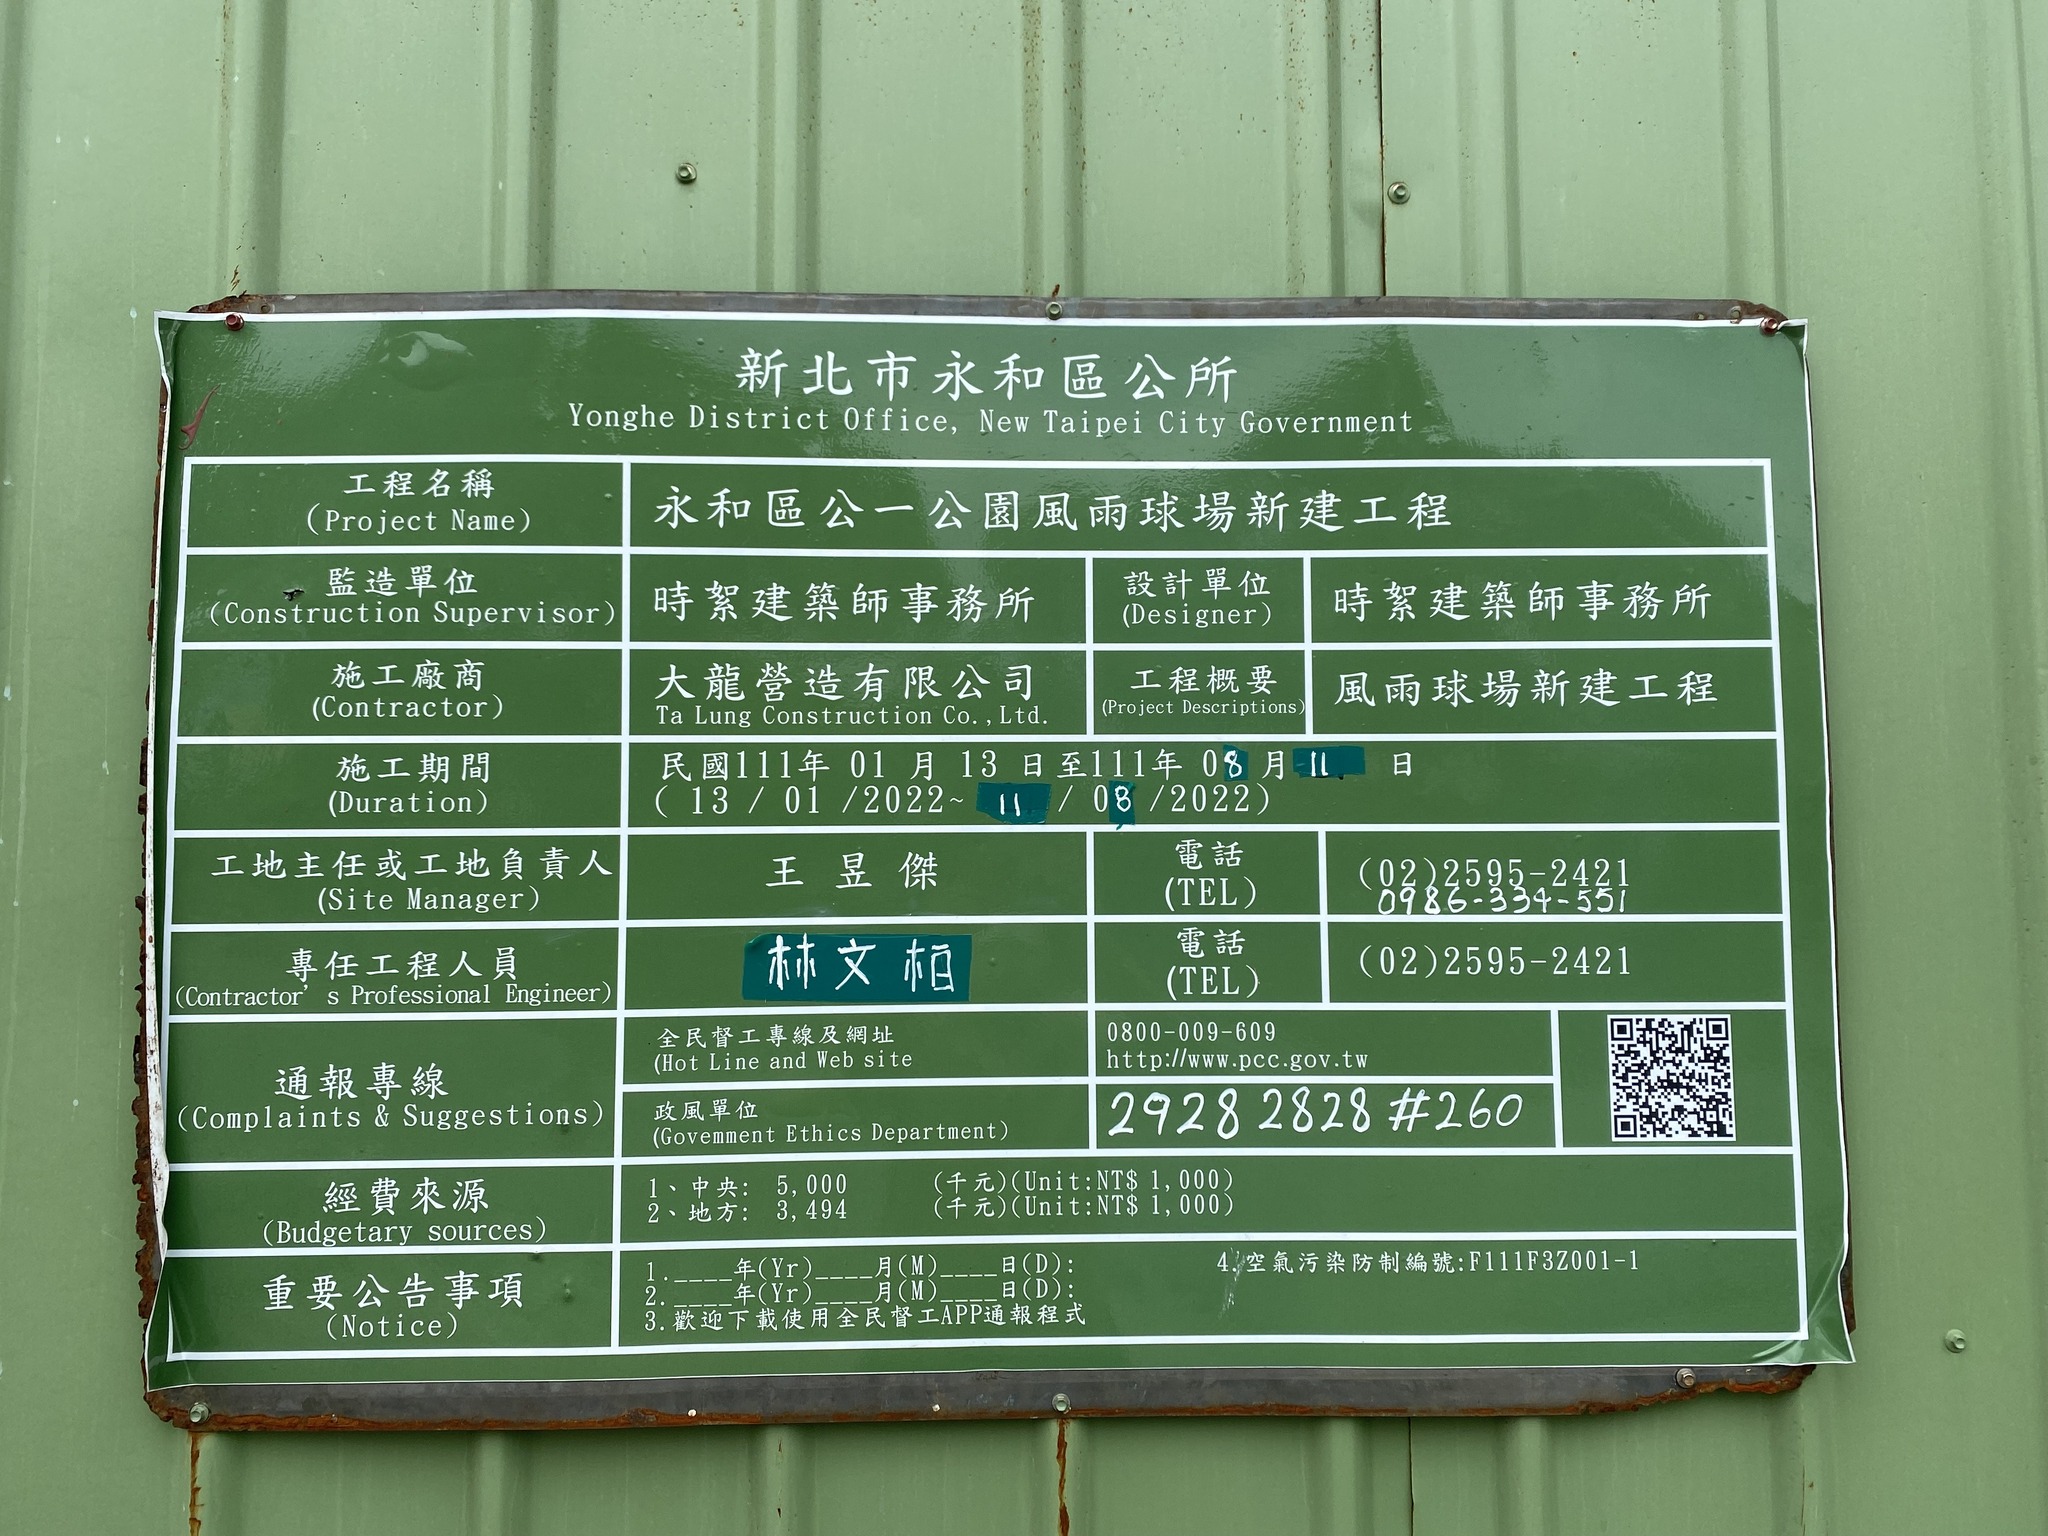 新北市永和區公所
Yonghe District Office, New Taipei City Government
工程名稱
(Project Name)
永和區公一公園風雨球場新建工程
監造單位
(Construction Supervisor)
時絮建築師事務所
設計單位
(Designer)
時絮建築師事務所
施工廠商
(Contractor)
大龍營造有限公司
Ta Lung Construction Co.,Ltd.
工程概要
(Project Descriptions)
風雨球場新建工程
施工期間
(Duration)
民國111年 01 月 13 日至111年 08 月 11 日
( 13 / 01 /2022~ 11 / 08 /2022)
工地主任或工地負責人
(Site Manager)
王昱傑
電話
(TEL)
(02)2595-2421
0986-334-551
專任工程人員
(Contractor's Professional Engineer)
林文柏
電話
(TEL)
(02)2595-2421
通報專線
(Complaints & Suggestions)
全民督工專線及網址
(Hot Line and Web site
0800-009-609
http://www.pcc.gov.tw
政風單位
(Govemment Ethics Department)
29282828#260
經費來源
(Budgetary sources)
1、中央: 5,000 (千元)(Unit:NT$ 1,000)
2、地方: 3,494 (千元)(Unit:NT$ 1,000)
重要公告事項
(Notice)
1.____年(Yr)____月(M)____日(D):
2.____年(Yr)____月(M)____日(D):
3.歡迎下載使用全民督工APP通報程式
4.空氣污染防制編號:F111F3Z001-1